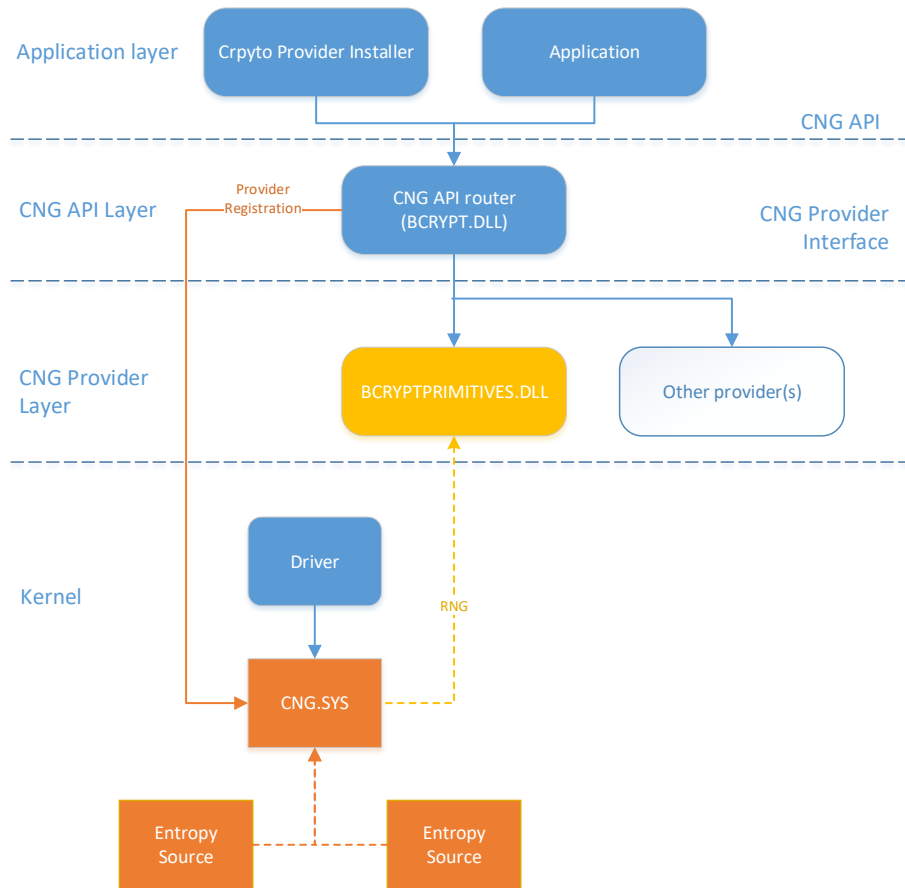 Application layer
Crpyto Provider Installer
Application
CNG API
CNG API Layer
Provider
Registration
CNG API router
(BCRYPT.DLL)
CNG Provider
Interface
CNG Provider
Layer
BCRYPTPRIMITIVES.DLL
Other provider(s)
Kernel
Driver
RNG
CNG.SYS
Entropy
Source
Entropy
Source